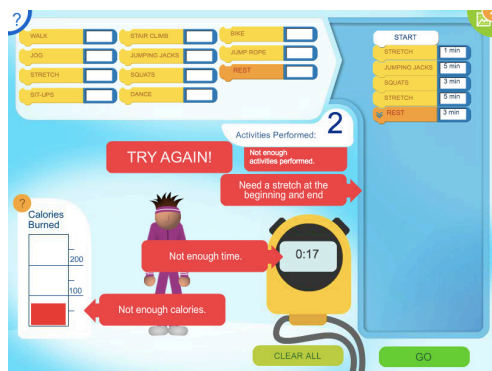 ?
WALK
STAIR CLIMB
BIKE
JOG
JUMPING JACKS
JUMP ROPE
STRETCH
SQUATS
REST
SIT-UPS
DANCE
START
STRETCH 1 min
JUMPING JACKS 5 min
SQUATS 3 min
STRETCH 5 min
REST 3 min
Activities Performed: 2
TRY AGAIN!
Not enough
activities performed.
Need a stretch at the
beginning and end
?
Calories
Burned
200
100
Not enough time.
0:17
Not enough calories.
CLEAR ALL
GO